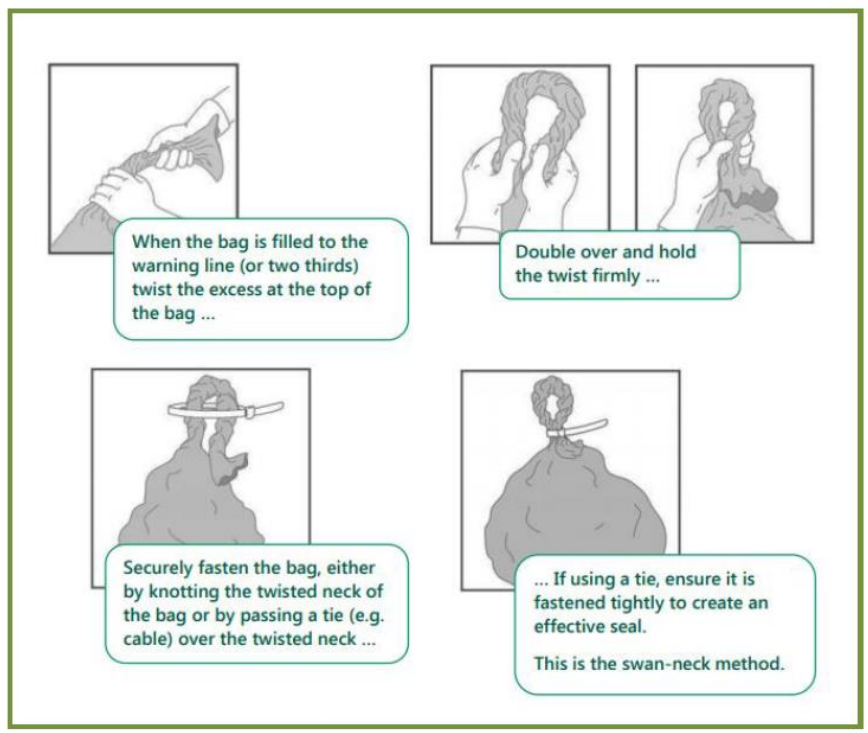 When the bag is filled to the
warning line (or two thirds)
twist the excess at the top of
the bag ...
Double over and hold
the twist firmly ...
Securely fasten the bag, either
by knotting the twisted neck of
the bag or by passing a tie (e.g.
cable) over the twisted neck ...
... If using a tie, ensure it is
fastened tightly to create an
effective seal.
This is the swan-neck method.